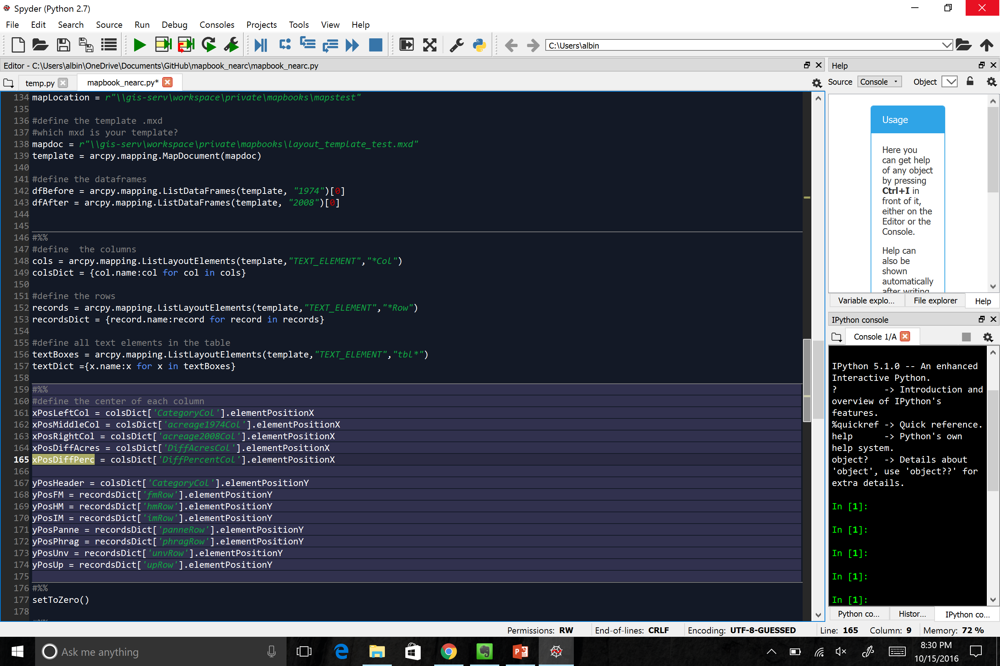 Spyder (Python 2.7)
File Edit Search Source Run Debug Consoles Projects Tools View Help
C:\Users\albin
Editor - C:\Users\albin\OneDrive\Documents\GitHub\mapbook_nearc\mapbook_nearc.py
temp.py mapbook_nearc.py*
134 mapLocation = r"\\gis-serv\workspace\private\mapbooks\mapstest"
135
136 #define the template .mxd
137 #which mxd is your template?
138 mapdoc = r"\\gis-serv\workspace\private\mapbooks\layout_template_test.mxd"
139 template = arcpy.mapping.MapDocument(mapdoc)
140
141 #define the dataframes
142 dfBefore = arcpy.mapping.ListDataFrames(template, "1974")[0]
143 dfAfter = arcpy.mapping.ListDataFrames(template, "2008")[0]
144
145
146 #%%
147 #define  the columns
148 cols = arcpy.mapping.ListLayoutElements(template,"TEXT_ELEMENT","*Col")
149 colsDict = {col.name:col for col in cols}
150
151 #define the rows
152 records = arcpy.mapping.ListLayoutElements(template,"TEXT_ELEMENT","*Row")
153 recordsDict = {record.name:record for record in records}
154
155 #define all text elements in the table
156 textBoxes = arcpy.mapping.ListLayoutElements(template,"TEXT_ELEMENT","tbl*")
157 textDict ={x.name:x for x in textBoxes}
158
159 #%%
160 #define the center of each column
161 xPosLeftCol = colsDict['CategoryCol'].elementPositionX
162 xPosMiddleCol = colsDict['acreage1974Col'].elementPositionX
163 xPosRightCol = colsDict['acreage2008Col'].elementPositionX
164 xPosDiffAcres = colsDict['DiffAcresCol'].elementPositionX
165 xPosDiffPerc = colsDict['DiffPercentCol'].elementPositionX
166
167 yPosHeader = colsDict['CategoryCol'].elementPositionY
168 yPosFM = recordsDict['fmRow'].elementPositionY
169 yPosHM = recordsDict['hmRow'].elementPositionY
170 yPosIM = recordsDict['imRow'].elementPositionY
171 yPosPanne = recordsDict['panneRow'].elementPositionY
172 yPosPhrag = recordsDict['phragRow'].elementPositionY
173 yPosUnv = recordsDict['unvRow'].elementPositionY
174 yPosUp = recordsDict['upRow'].elementPositionY
175
176 #%%
177 setToZero()
178
Help
Source Console Object
Usage
Here you
can get help
of any object
by pressing
Ctrl+I in
front of it,
either on the
Editor or the
Console.
Help can
also be
shown
automatically
after writing
Variable explo... File explorer Help
IPython console
Console 1/A
IPython 5.1.0 -- An enhanced
Interactive Python.
?         -> Introduction and
overview of IPython's
features.
%quickref -> Quick reference.
help      -> Python's own
help system.
object?   -> Details about
'object', use 'object??' for
extra details.
In [1]:
In [1]:
In [1]:
In [1]:
In [1]:
Python co... Histor... IPython co...
Permissions: RW End-of-lines: CRLF Encoding: UTF-8-GUESSED Line: 165 Column: 9 Memory: 72 %
Ask me anything
8:30 PM
10/15/2016